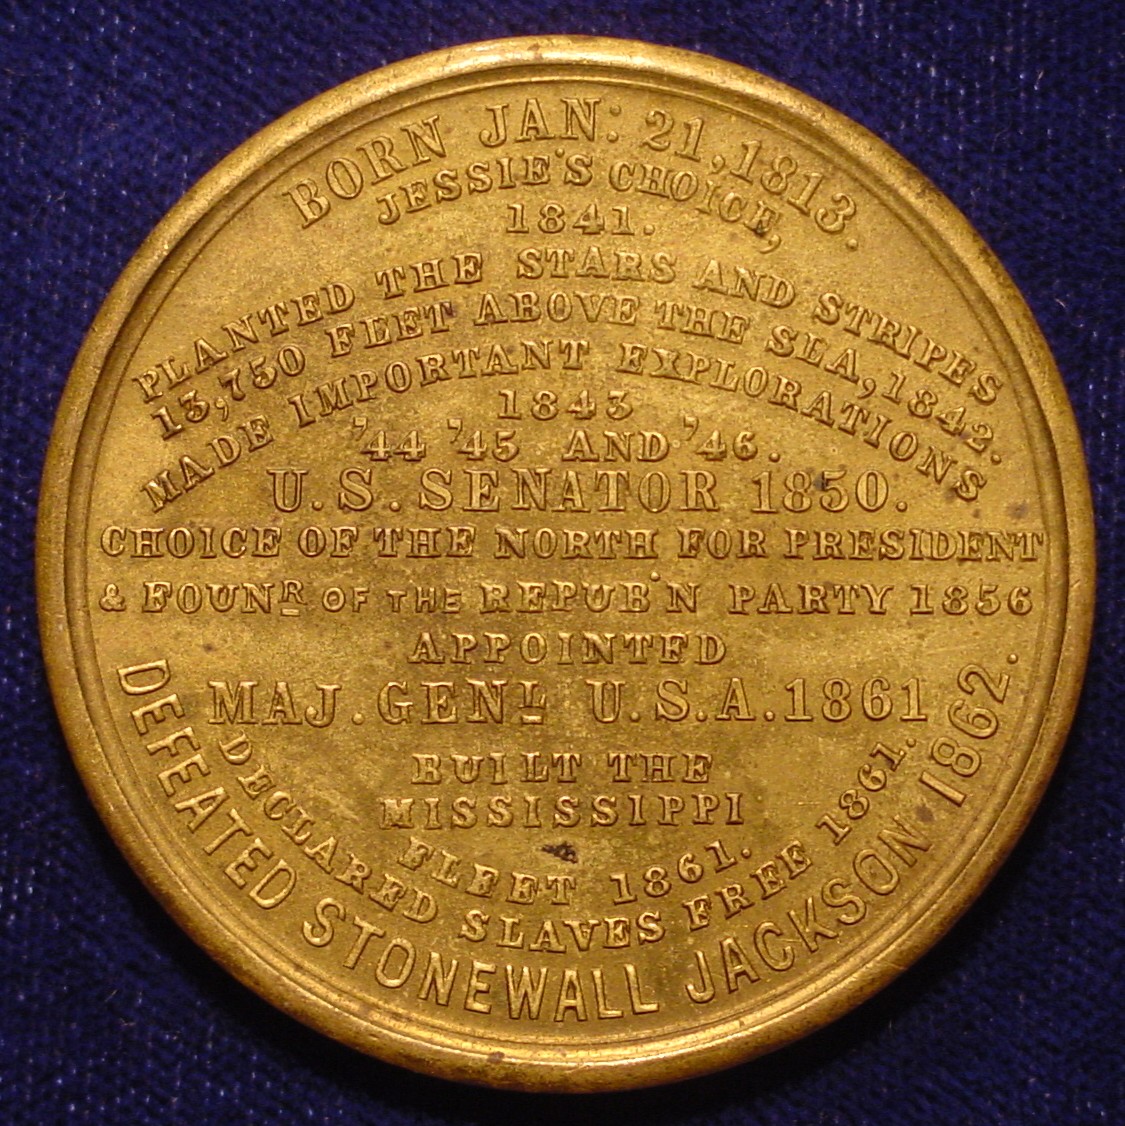 BORN JAN: 21, 1813.
JESSIE'S CHOICE,
1841.
PLANTED THE STARS AND STRIPES
13,750 FEET ABOVE THE SEA, 1842.
MADE IMPORTANT EXPLORATIONS
1843
'44 '45 AND '46.
U.S. SENATOR 1850.
CHOICE OF THE NORTH FOR PRESIDENT
& FOUNR OF THE REPUB'N PARTY 1856
APPOINTED
MAJ. GENL U.S.A. 1861
BUILT THE
MISSISSIPPI
FLEET 1861.
DECLARED SLAVES FREE 1861.
DEFEATED STONEWALL JACKSON 1862.